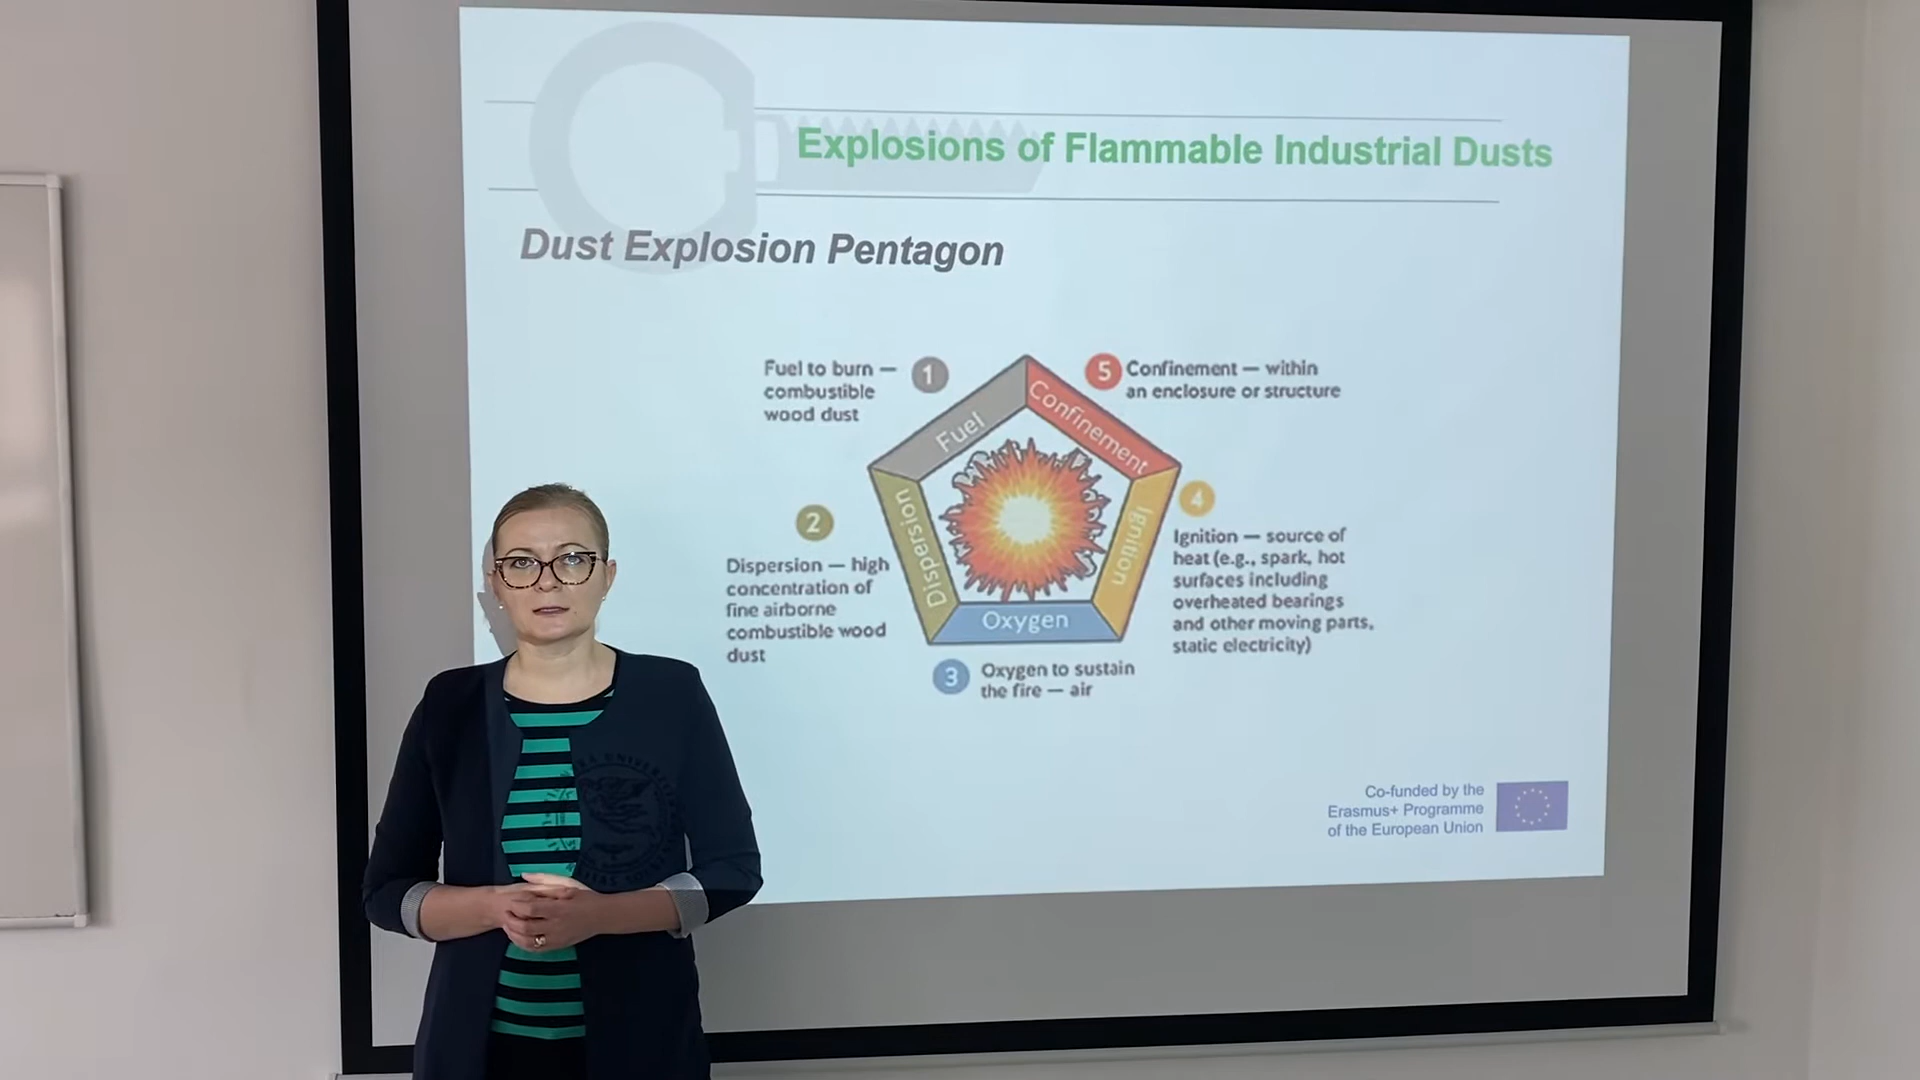 Explosions of Flammable Industrial Dusts
Dust Explosion Pentagon
Fuel to burn —
combustible
wood dust
1
5
Confinement — within
an enclosure or structure
Fuel
Confinement
2
Dispersion — high
concentration of
fine airborne
combustible wood
dust
Dispersion
Ignition
4
Ignition — source of
heat (e.g., spark, hot
surfaces including
overheated bearings
and other moving parts,
static electricity)
Oxygen
3
Oxygen to sustain
the fire — air
Co-funded by the
Erasmus+ Programme
of the European Union